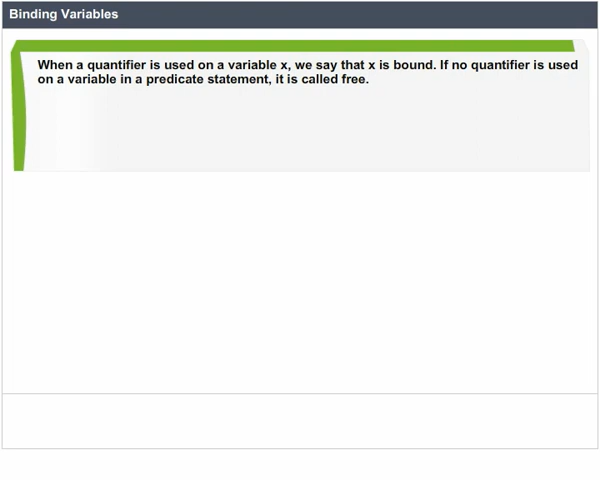 Binding Variables
When a quantifier is used on a variable x, we say that x is bound. If no quantifier is used
on a variable in a predicate statement, it is called free.